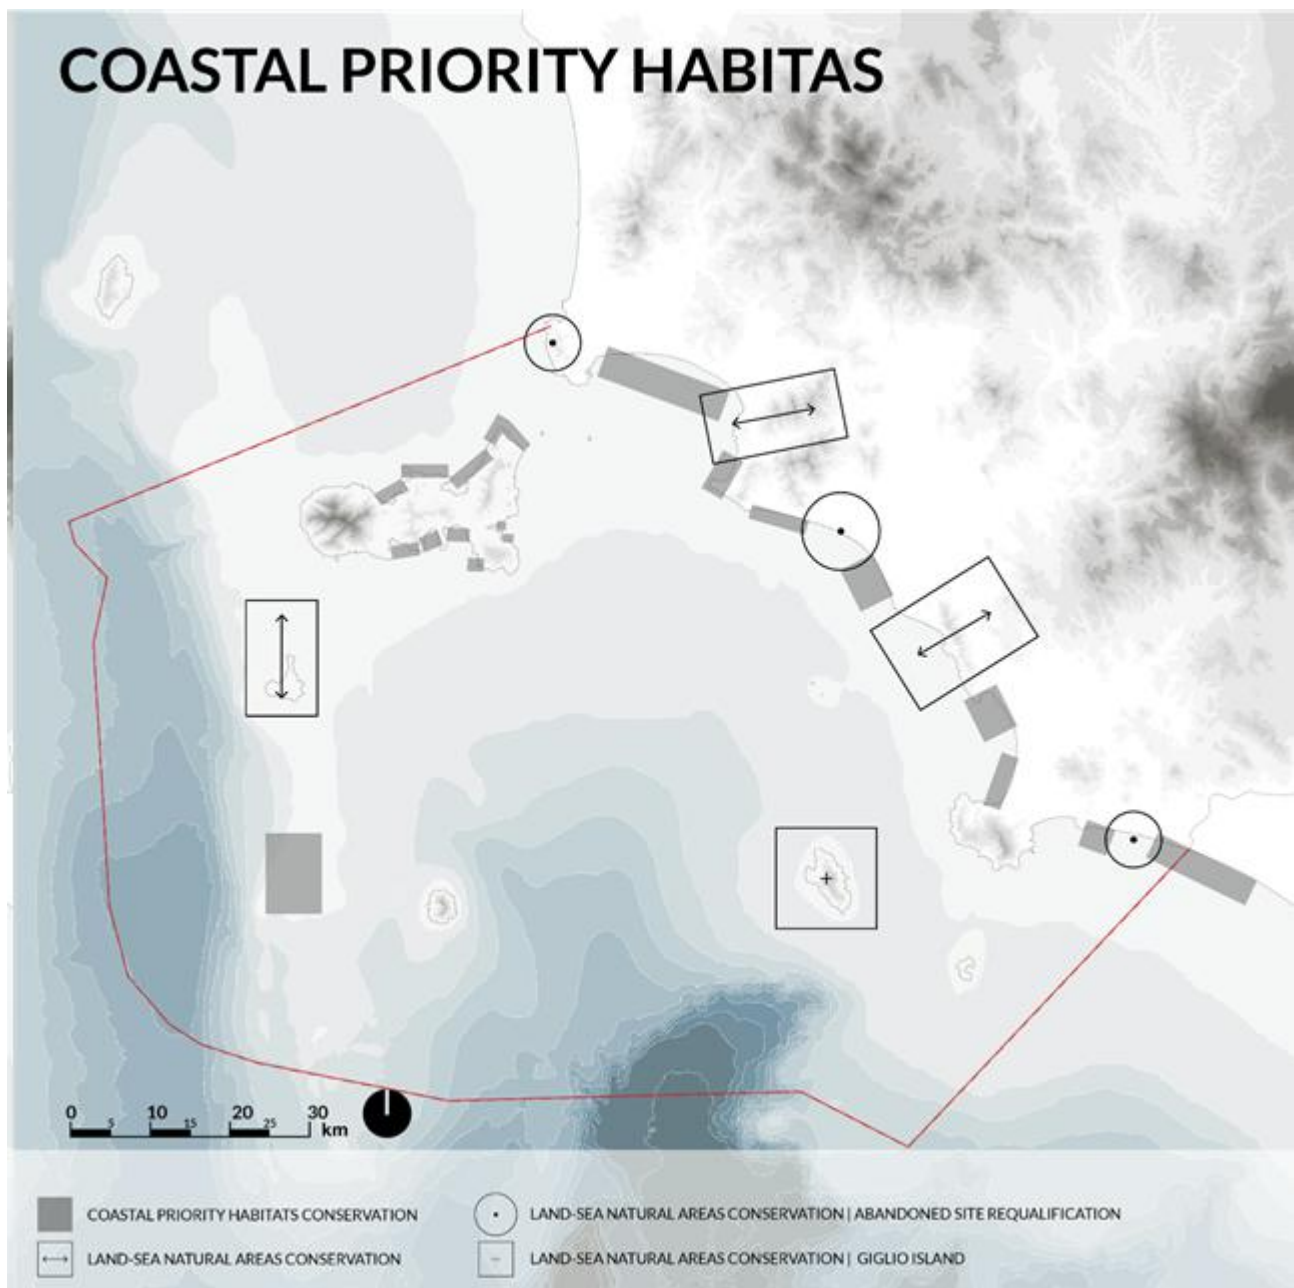 COASTAL PRIORITY HABITAS
0 5 10 15 20 25 30
km
COASTAL PRIORITY HABITATS CONSERVATION
LAND-SEA NATURAL AREAS CONSERVATION | ABANDONED SITE REQUALIFICATION
LAND-SEA NATURAL AREAS CONSERVATION
LAND-SEA NATURAL AREAS CONSERVATION | GIGLIO ISLAND